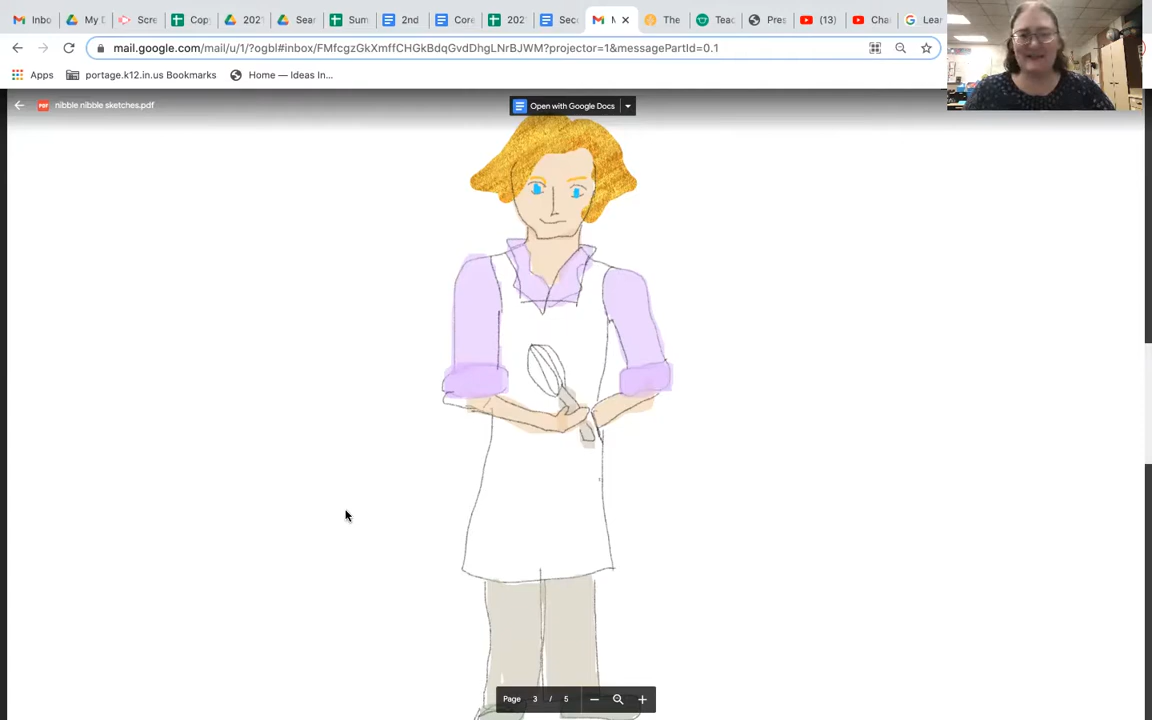 Inbo
My D
Scre
Cop
202
Sear
Sum
2nd
Core
202
Seco
M
The
Teac
Pres
(13)
Cha
Lear
mail.google.com/mail/u/1/?ogbl#inbox/FMfcgzGkXmffCHGkBdqGvdDhgLNrBJWM?projector=1&messagePartId=0.1
Apps
portage.k12.in.us Bookmarks
Home — Ideas In...
PDF
nibble nibble sketches.pdf
Open with Google Docs
Page 3 / 5